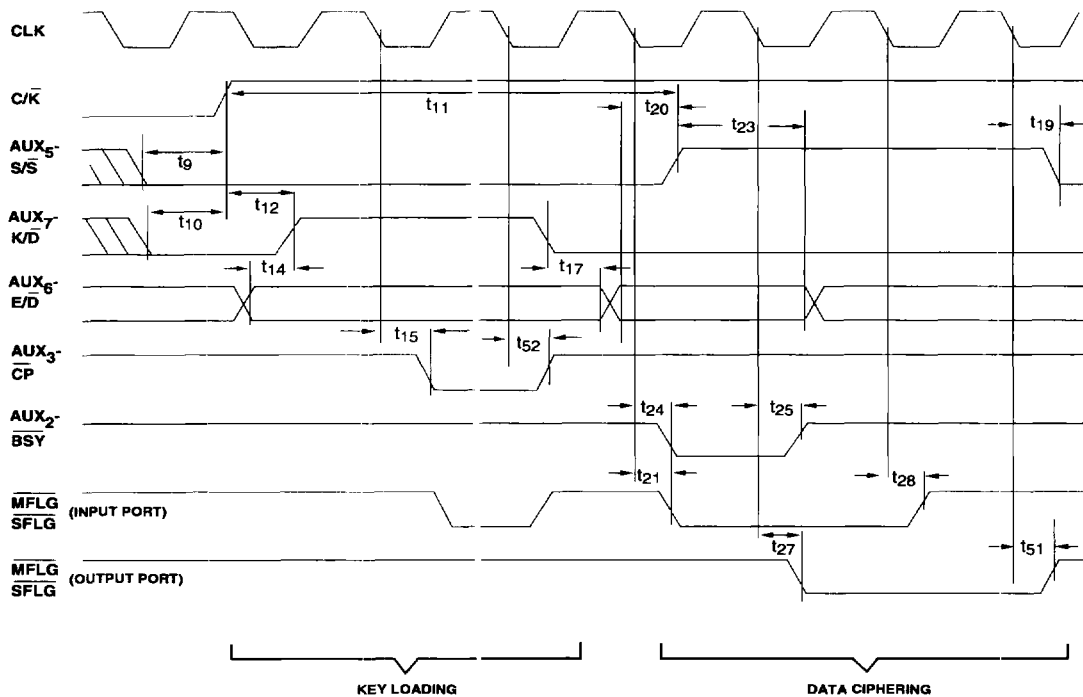 CLK
C/K̅
t11
t20
t23
t19
AUX5-
S/S̅
t9
t12
AUX7-
K/D̅
t10
t14
t17
AUX6-
E/D̅
t15
t52
AUX3-
C̅P̅
t24
t25
AUX2-
B̅S̅Y̅
t21
t28
M̅F̅L̅G̅
S̅F̅L̅G̅ (INPUT PORT)
t27
t51
M̅F̅L̅G̅
S̅F̅L̅G̅ (OUTPUT PORT)
KEY LOADING
DATA CIPHERING